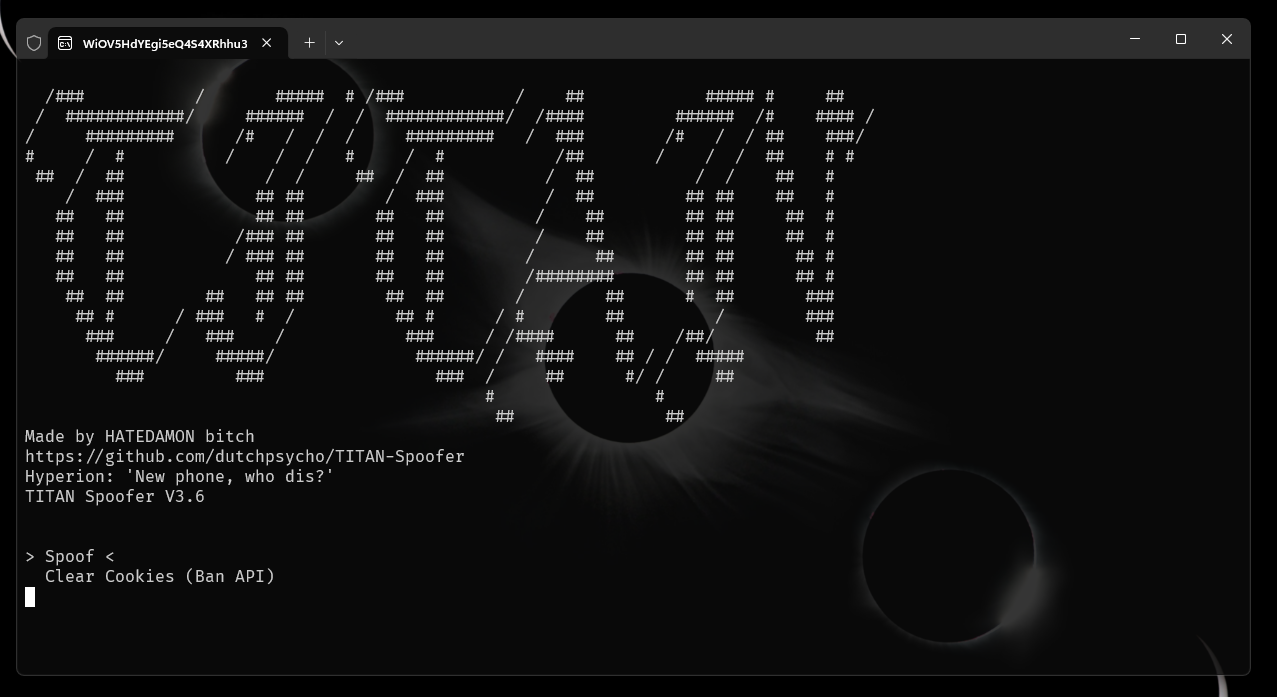 WiOV5HdYEgi5eQ4S4XRhhu3
TITAN
Made by HATEDAMON bitch
https://github.com/dutchpsycho/TITAN-Spoofer
Hyperion: 'New phone, who dis?'
TITAN Spoofer V3.6
> Spoof <
Clear Cookies (Ban API)